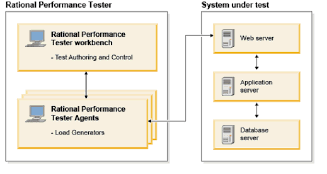 Rational Performance Tester
Rational Performance
Tester workbench
- Test Authoring and Control
Rational Performance
Tester Agents
- Load Generators
System under test
Web server
Application
server
Database
server